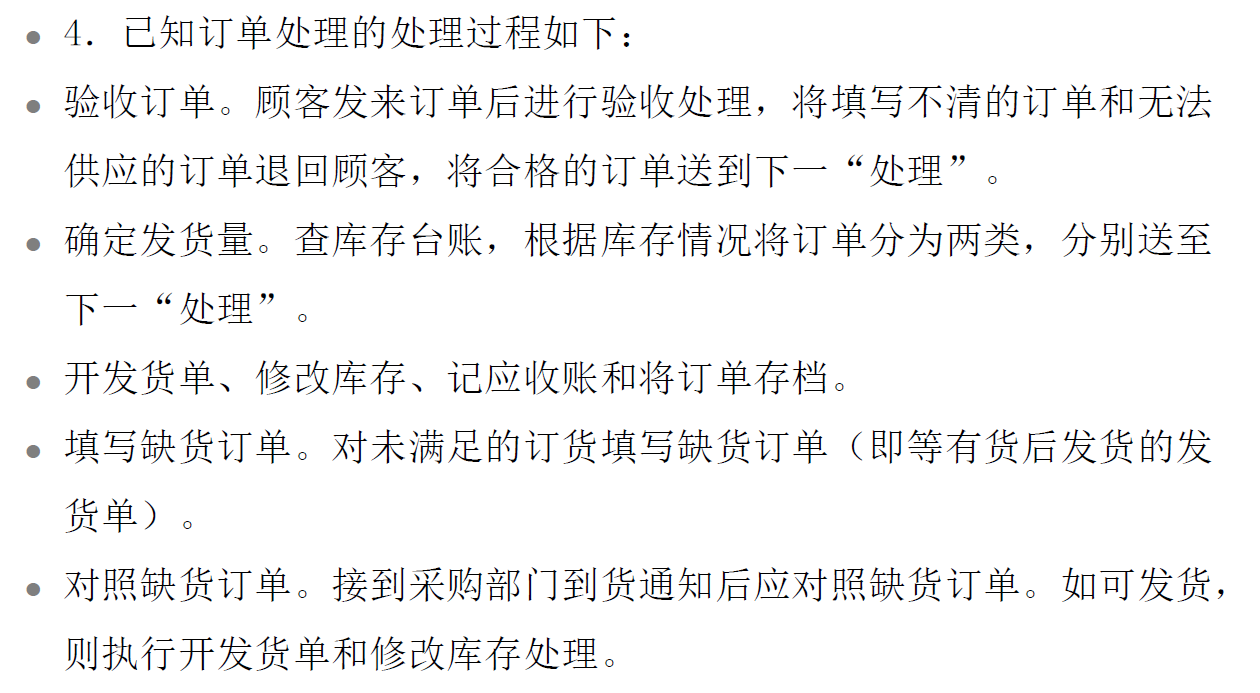 4．已知订单处理的处理过程如下：
验收订单。顾客发来订单后进行验收处理，将填写不清的订单和无法
供应的订单退回顾客，将合格的订单送到下一“处理”。
确定发货量。查库存台账，根据库存情况将订单分为两类，分别送至
下一“处理”。
开发货单、修改库存、记应收账和将订单存档。
填写缺货订单。对未满足的订货填写缺货订单（即等有货后发货的发
货单）。
对照缺货订单。接到采购部门到货通知后应对照缺货订单。如可发货，
则执行开发货单和修改库存处理。